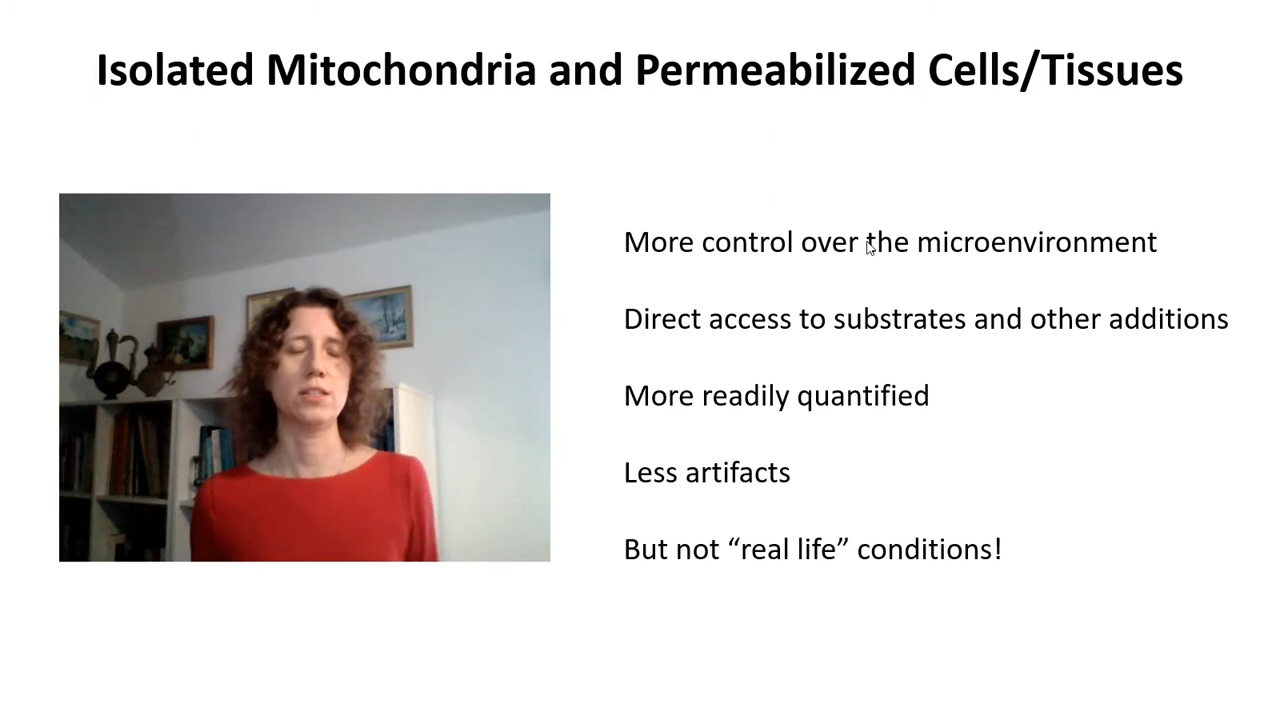 Isolated Mitochondria and Permeabilized Cells/Tissues
More control over the microenvironment
Direct access to substrates and other additions
More readily quantified
Less artifacts
But not “real life” conditions!